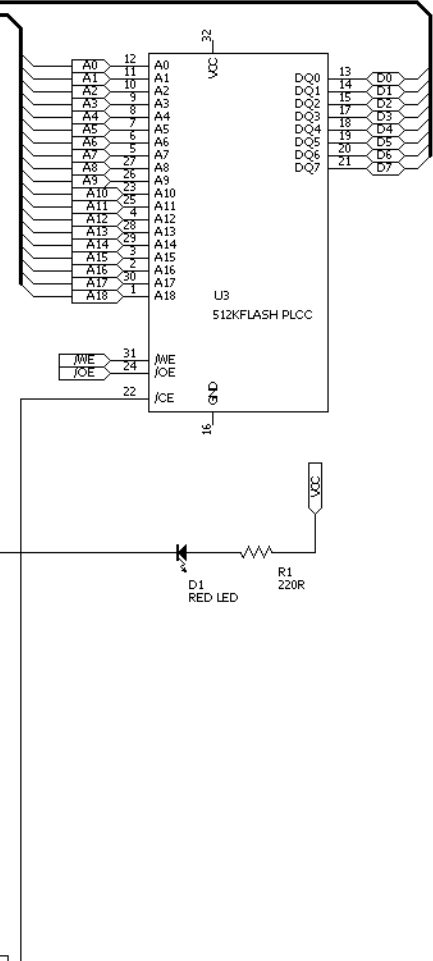 32
VCC
A0 12 A0
A1 11 A1
A2 10 A2
A3 9 A3
A4 8 A4
A5 7 A5
A6 6 A6
A7 5 A7
A8 27 A8
A9 26 A9
A10 23 A10
A11 25 A11
A12 4 A12
A13 28 A13
A14 29 A14
A15 3 A15
A16 2 A16
A17 30 A17
A18 1 A18
DQ0 13 D0
DQ1 14 D1
DQ2 15 D2
DQ3 17 D3
DQ4 18 D4
DQ5 19 D5
DQ6 20 D6
DQ7 21 D7
U3
512KFLASH PLCC
/WE 31 /WE
/OE 24 /OE
22 /CE
GND
16
VCC
D1
RED LED
R1
220R